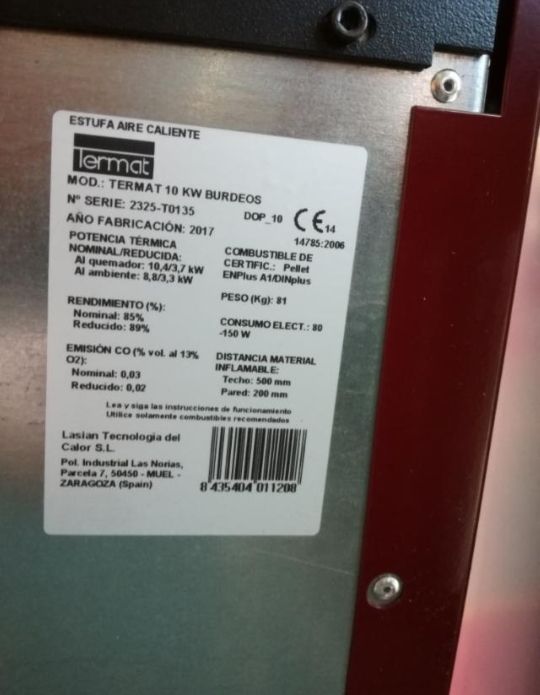 ESTUFA AIRE CALIENTE
Termat
MOD.: TERMAT 10 KW BURDEOS
Nº SERIE: 2325-T0135
DOP_10 CE 14
AÑO FABRICACIÓN: 2017
14785:2006
POTENCIA TÉRMICA
NOMINAL/REDUCIDA:
Al quemador: 10,4/3,7 kW
Al ambiente: 8,8/3,3 kW
COMBUSTIBLE DE
CERTIFIC.: Pellet
ENPlus A1/DINplus
PESO (Kg): 81
RENDIMIENTO (%):
Nominal: 85%
Reducido: 89%
CONSUMO ELECT.: 80
-150 W
EMISIÓN CO (% vol. al 13%
O2):
Nominal: 0,03
Reducido: 0,02
DISTANCIA MATERIAL
INFLAMABLE:
Techo: 500 mm
Pared: 200 mm
Lea y siga las instrucciones de funcionamiento
Utilice solamente combustibles recomendados
Lasian Tecnología del
Calor S.L.
Pol. Industrial Las Norias,
Parcela 7, 50450 - MUEL -
ZARAGOZA (Spain)
8 435404 011208